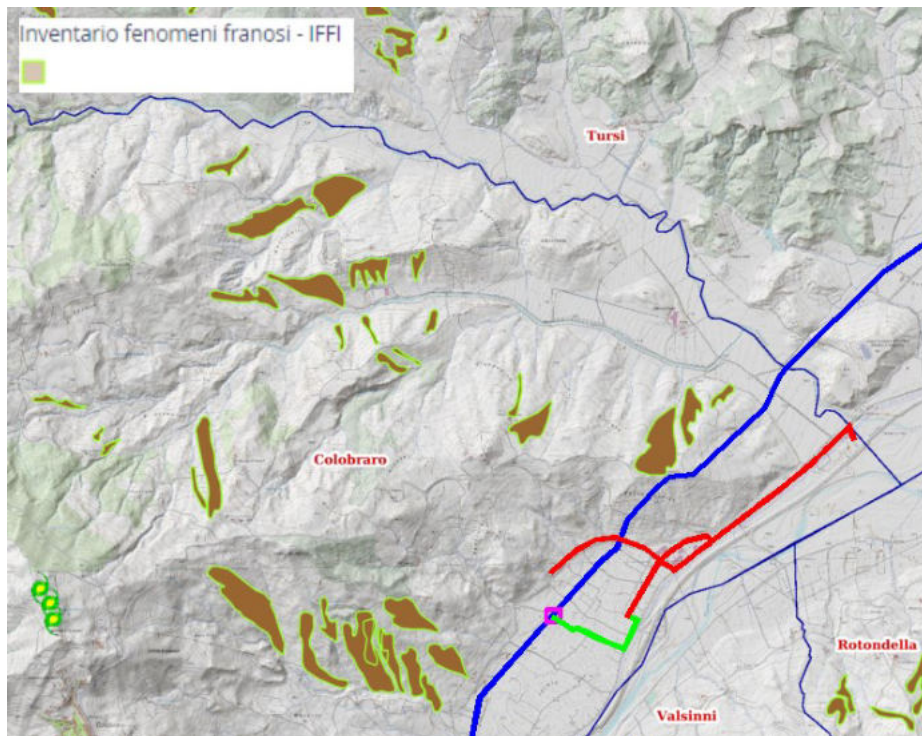 Inventario fenomeni franosi - IFFI
Tursi
Colobraro
Rotondella
Valsinni